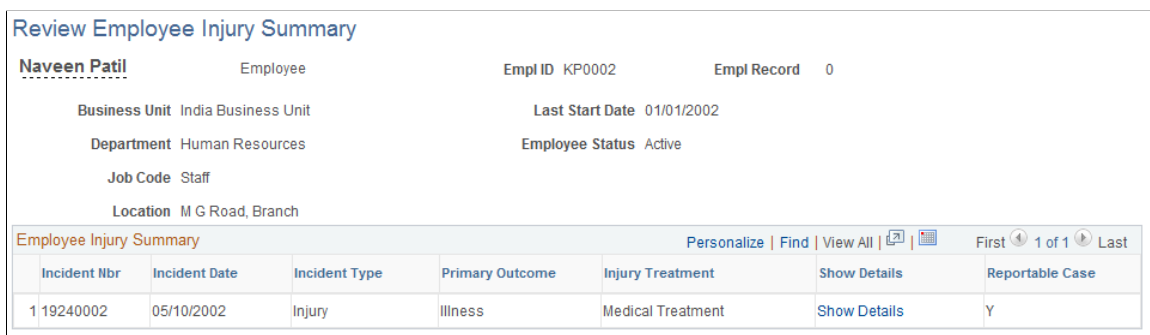 Review Employee Injury Summary
Naveen Patil Employee Empl ID KP0002 Empl Record 0
Business Unit India Business Unit Last Start Date 01/01/2002
Department Human Resources Employee Status Active
Job Code Staff
Location M G Road, Branch
Employee Injury Summary Personalize | Find | View All | | First 1 of 1 Last
Incident Nbr Incident Date Incident Type Primary Outcome Injury Treatment Show Details Reportable Case
1 19240002 05/10/2002 Injury Illness Medical Treatment Show Details Y